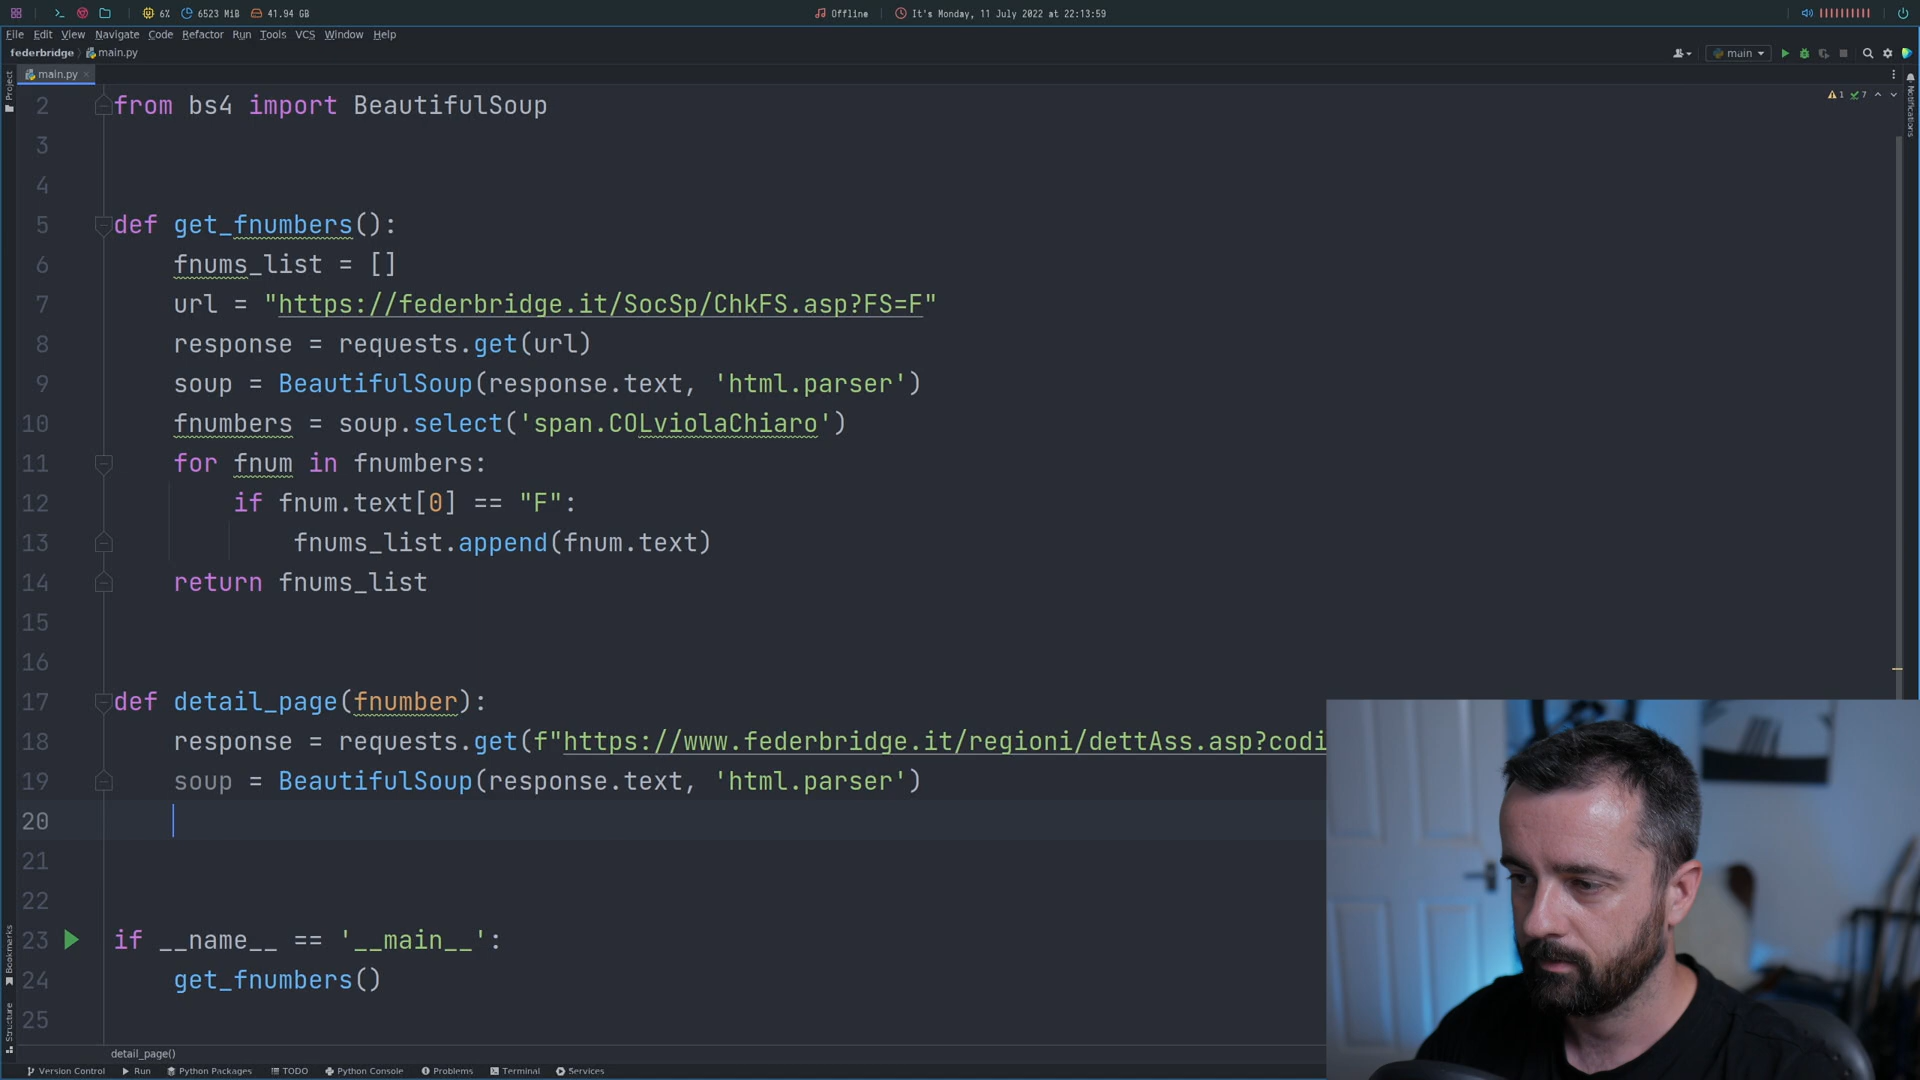 6% 6523 MiB 41.94 GB Offline It's Monday, 11 July 2022 at 22:13:59
File Edit View Navigate Code Refactor Run Tools VCS Window Help
federbridge main.py main
main.py
Project
Notifications
1 7
2 from bs4 import BeautifulSoup
3
4
5 def get_fnumbers():
6 fnums_list = []
7 url = "https://federbridge.it/SocSp/ChkFS.asp?FS=F"
8 response = requests.get(url)
9 soup = BeautifulSoup(response.text, 'html.parser')
10 fnumbers = soup.select('span.COLviolaChiaro')
11 for fnum in fnumbers:
12 if fnum.text[0] == "F":
13 fnums_list.append(fnum.text)
14 return fnums_list
15
16
17 def detail_page(fnumber):
18 response = requests.get(f"https://www.federbridge.it/regioni/dettAss.asp?codi
19 soup = BeautifulSoup(response.text, 'html.parser')
20
21
22
23 if __name__ == '__main__':
24 get_fnumbers()
25
Bookmarks
Structure
detail_page()
Version Control Run Python Packages TODO Python Console Problems Terminal Services